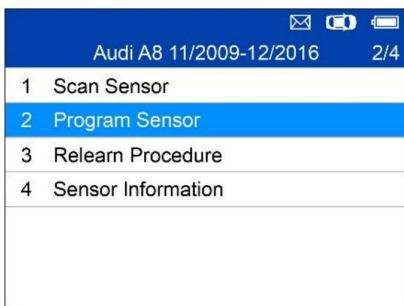 Audi A8 11/2009-12/2016 2/4
1 Scan Sensor
2 Program Sensor
3 Relearn Procedure
4 Sensor Information